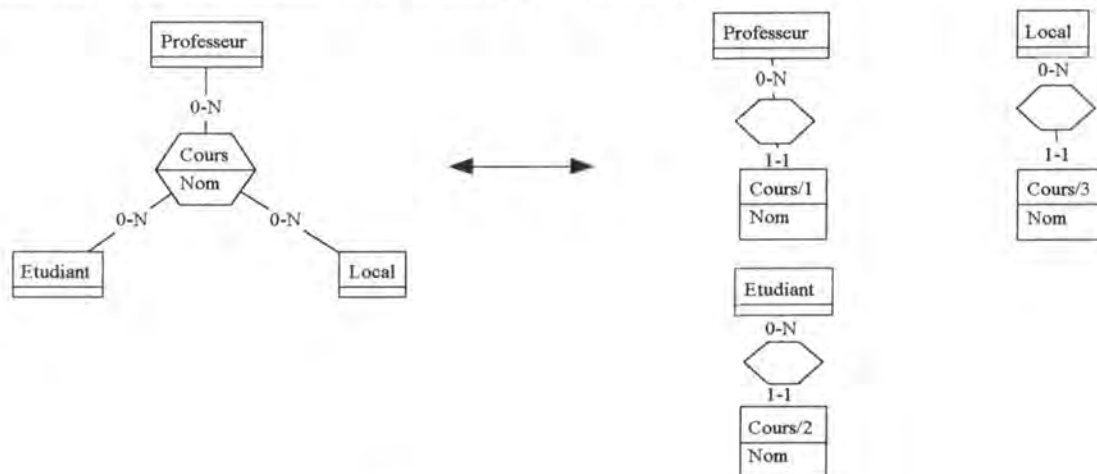 Professeur
0-N
Cours
Nom
0-N
0-N
Etudiant
Local
Professeur
0-N
1-1
Cours/1
Nom
Local
0-N
1-1
Cours/3
Nom
Etudiant
0-N
1-1
Cours/2
Nom